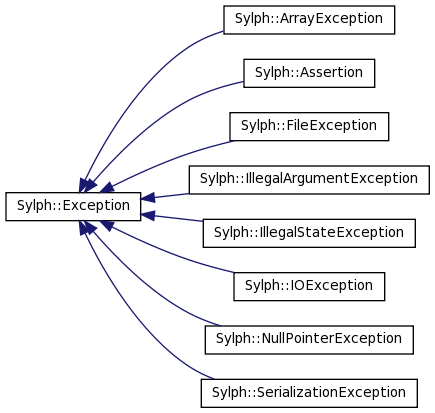 Sylph::ArrayException
Sylph::Assertion
Sylph::FileException
Sylph::IllegalArgumentException
Sylph::Exception
Sylph::IllegalStateException
Sylph::IOException
Sylph::NullPointerException
Sylph::SerializationException